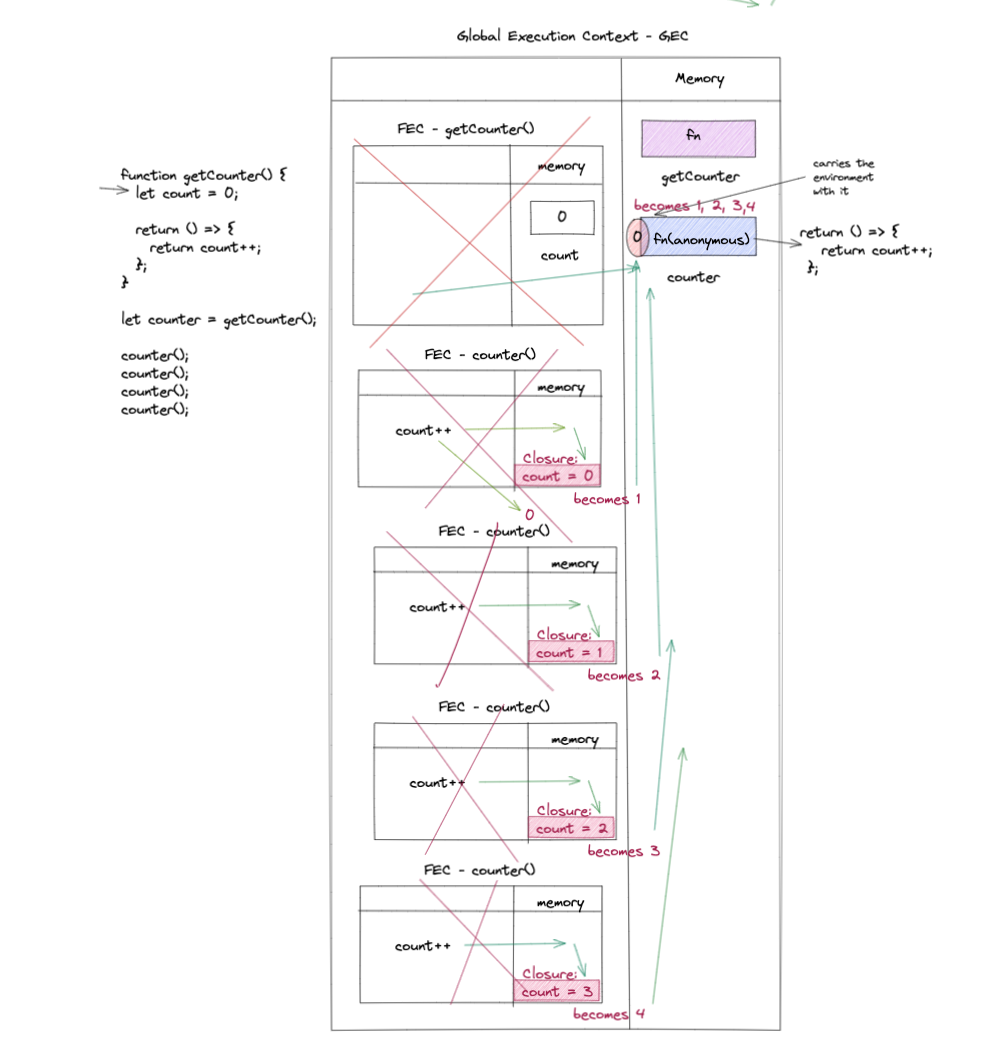 Global Execution Context - GEC
Memory
FEC - getCounter()
memory
0
count
fn
getCounter
carries the
environment
with it
becomes 1, 2, 3,4
0
fn(anonymous)
counter
return () => {
return count++;
};
function getCounter() {
let count = 0;
return () => {
return count++;
};
}
let counter = getCounter();
counter();
counter();
counter();
counter();
FEC - counter()
memory
count++
Closure:
count = 0
becomes 1
0
FEC - counter()
memory
count++
Closure:
count = 1
becomes 2
FEC - counter()
memory
count++
Closure:
count = 2
becomes 3
FEC - counter()
memory
count++
Closure:
count = 3
becomes 4